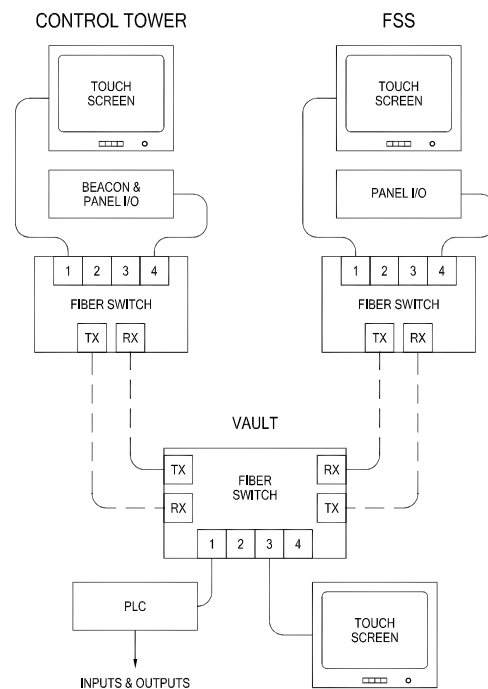 CONTROL TOWER
FSS
TOUCH
SCREEN
TOUCH
SCREEN
BEACON &
PANEL I/O
PANEL I/O
1 2 3 4
1 2 3 4
FIBER SWITCH
FIBER SWITCH
TX RX
TX RX
VAULT
TX
RX
FIBER
SWITCH
RX
TX
1 2 3 4
PLC
TOUCH
SCREEN
INPUTS & OUTPUTS